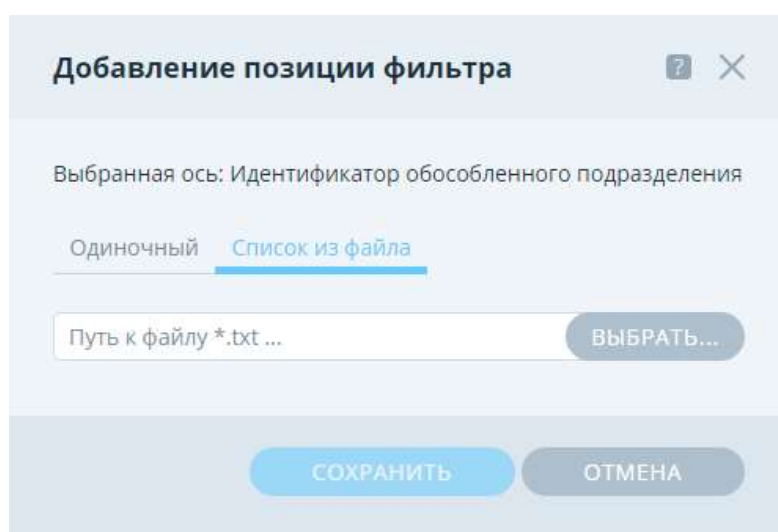 Добавление позиции фильтра ?
Выбранная ось: Идентификатор обособленного подразделения
Одиночный Список из файла
Путь к файлу *.txt ... ВЫБРАТЬ...
СОХРАНИТЬ ОТМЕНА